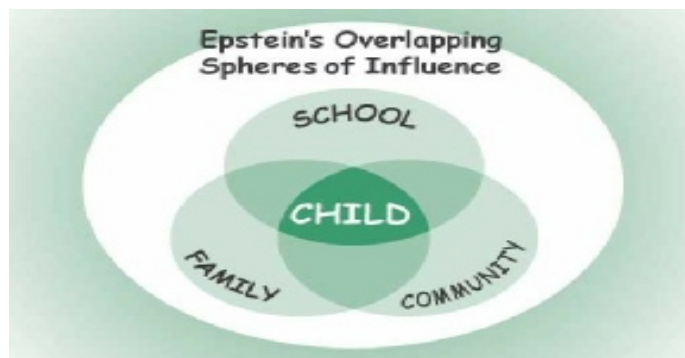 Epstein's Overlapping
Spheres of Influence
SCHOOL
CHILD
FAMILY
COMMUNITY